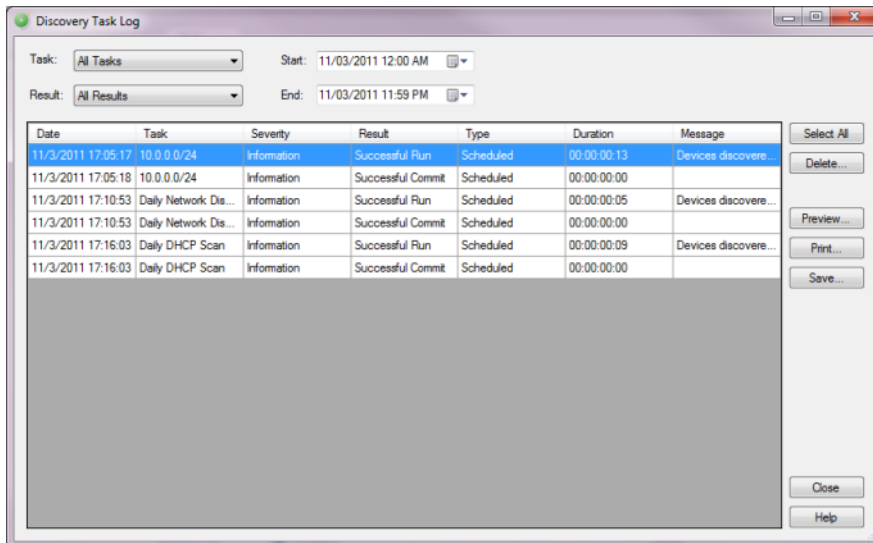 Discovery Task Log
Task: All Tasks Start: 11/03/2011 12:00 AM
Result: All Results End: 11/03/2011 11:59 PM
Date Task Severity Result Type Duration Message
11/3/2011 17:05:17 10.0.0.0/24 Information Successful Run Scheduled 00:00:00:13 Devices discovere...
11/3/2011 17:05:18 10.0.0.0/24 Information Successful Commit Scheduled 00:00:00:00
11/3/2011 17:10:53 Daily Network Dis... Information Successful Run Scheduled 00:00:00:05 Devices discovere...
11/3/2011 17:10:53 Daily Network Dis... Information Successful Commit Scheduled 00:00:00:00
11/3/2011 17:16:03 Daily DHCP Scan Information Successful Run Scheduled 00:00:00:09 Devices discovere...
11/3/2011 17:16:03 Daily DHCP Scan Information Successful Commit Scheduled 00:00:00:00
Select All
Delete...
Preview...
Print...
Save...
Close
Help